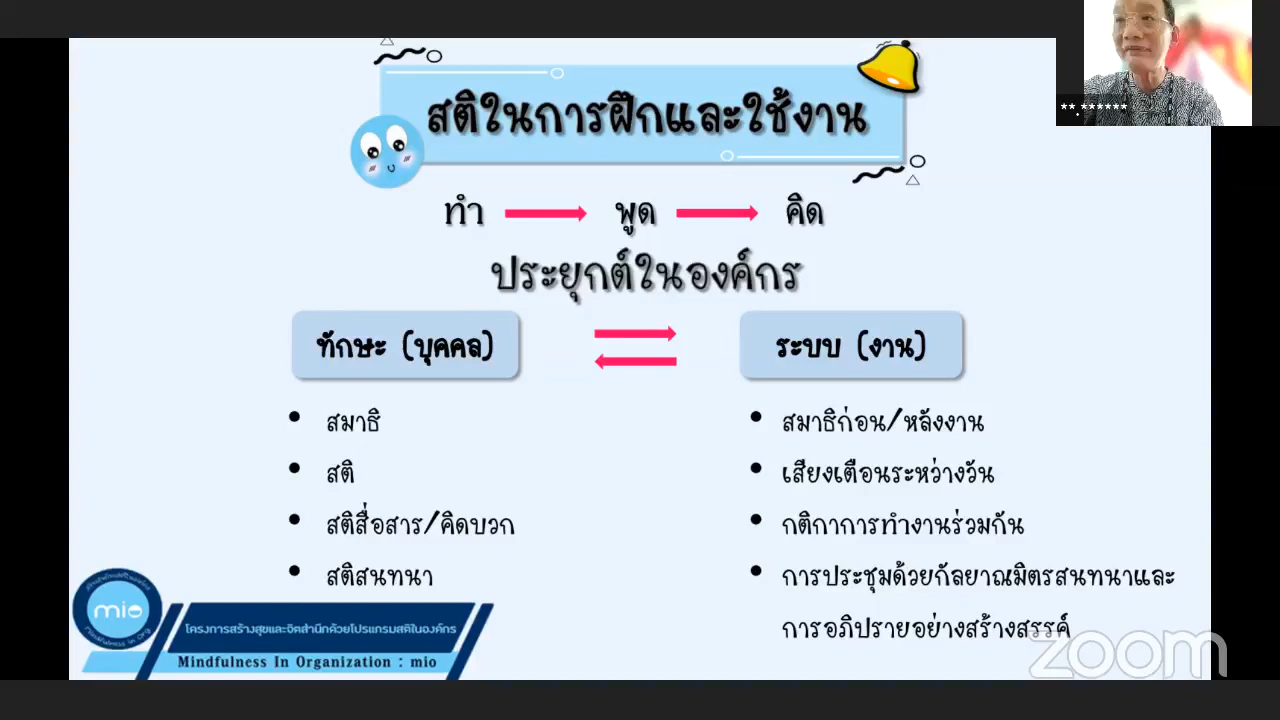 สติในการฝึกและใช้งาน
**.******
ทำ พูด คิด
ประยุกต์ในองค์กร
ทักษะ (บุคคล)
ระบบ (งาน)
• สมาธิ
• สติ
• สติสื่อสาร/คิดบวก
• สติสนทนา
• สมาธิก่อน/หลังงาน
• เสียงเตือนระหว่างวัน
• กติกาการทำงานร่วมกัน
• การประชุมด้วยกัลยาณมิตรสนทนาและ
การอภิปรายอย่างสร้างสรรค์
mio
โครงการสร้างสุขและจิตสำนึกด้วยโปรแกรมสติในองค์กร
Mindfulness In Organization : mio
zoom